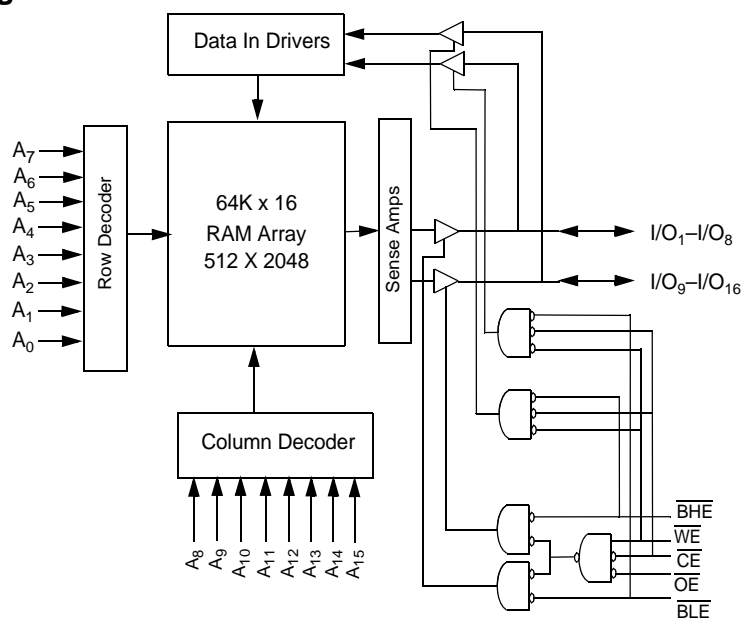 Data In Drivers
A7
A6
A5
A4
A3
A2
A1
A0
Row Decoder
64K x 16
RAM Array
512 X 2048
Sense Amps
I/O1–I/O8
I/O9–I/O16
Column Decoder
A8
A9
A10
A11
A12
A13
A14
A15
BHE
WE
CE
OE
BLE